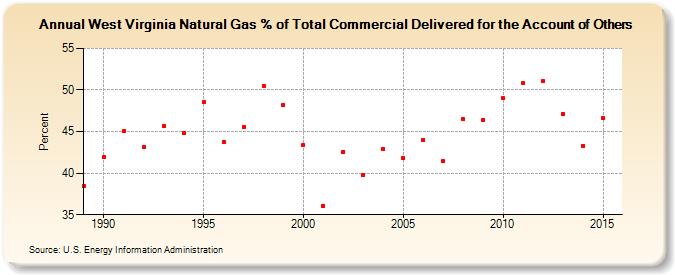 Annual West Virginia Natural Gas % of Total Commercial Delivered for the Account of Others
Percent
55
50
45
40
35
1990 1995 2000 2005 2010 2015
Source: U.S. Energy Information Administration